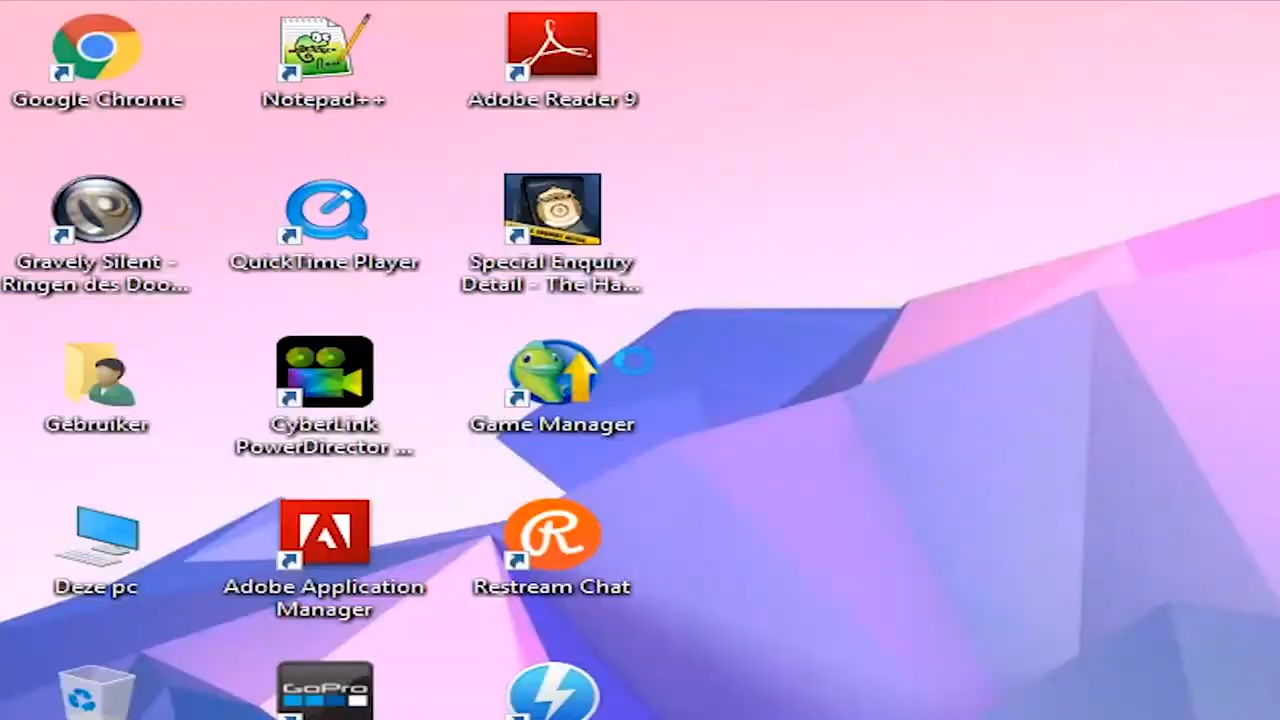 Google Chrome
Notepad++
Adobe Reader 9
Gravely Silent -
Ringen des Doo...
QuickTime Player
Special Enquiry
Detail - The Ha...
Gebruiker
CyberLink
PowerDirector ...
Game Manager
Deze pc
Adobe Application
Manager
Restream Chat
GoPro